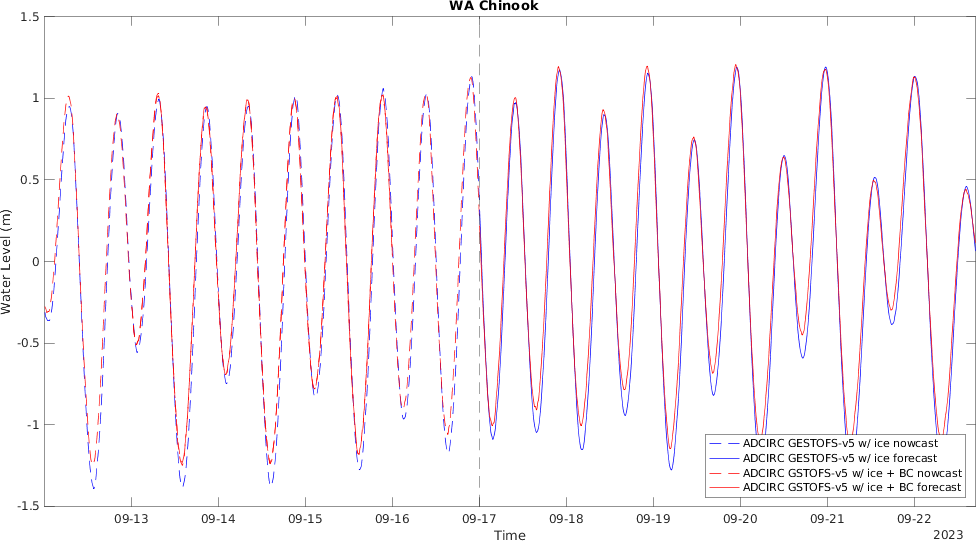 WA Chinook
1.5
1
0.5
0
-0.5
-1
-1.5
Water Level (m)
09-13 09-14 09-15 09-16 09-17 09-18 09-19 09-20 09-21 09-22
Time
2023
ADCIRC GESTOFS-v5 w/ ice nowcast
ADCIRC GESTOFS-v5 w/ ice forecast
ADCIRC GSTOFS-v5 w/ ice + BC nowcast
ADCIRC GSTOFS-v5 w/ ice + BC forecast